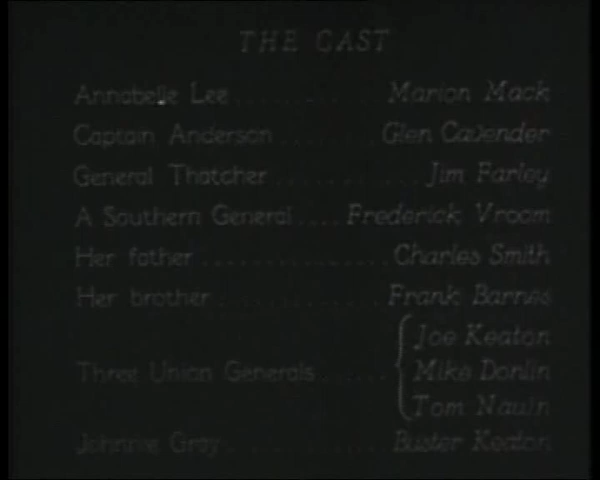 THE CAST
Annabelle Lee ........... Marion Mack
Captain Anderson ....... Glen Cavender
General Thatcher ............ Jim Farley
A Southern General .... Frederick Vroom
Her father ................ Charles Smith
Her brother .............. Frank Barnes
Joe Keaton
Three Union Generals ...... Mike Donlin
Tom Nawn
Johnnie Gray ............. Buster Keaton